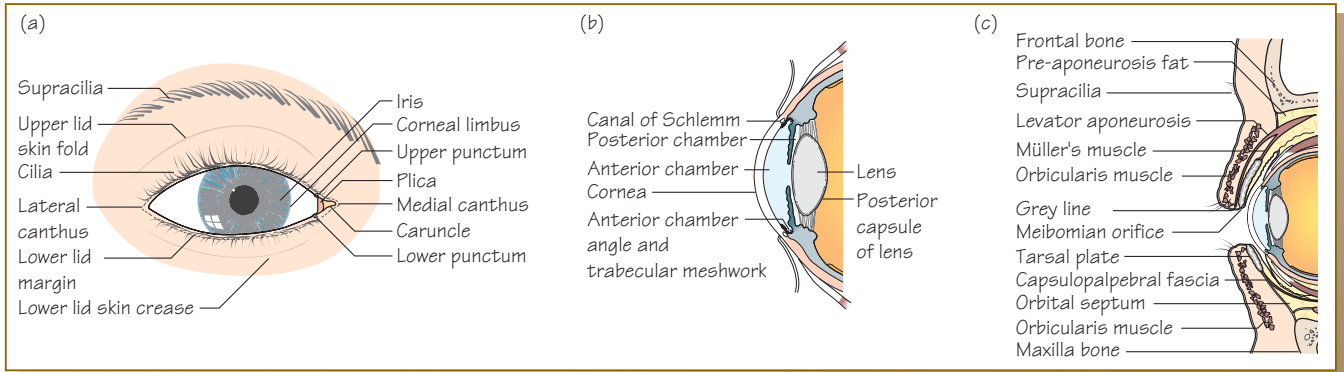 (a)
Supracilia
Upper lid
skin fold
Cilia
Lateral
canthus
Lower lid
margin
Lower lid skin crease
Iris
Corneal limbus
Upper punctum
Plica
Medial canthus
Caruncle
Lower punctum
(b)
Canal of Schlemm
Posterior chamber
Anterior chamber
Cornea
Anterior chamber
angle and
trabecular meshwork
Lens
Posterior
capsule
of lens
(c)
Frontal bone
Pre-aponeurosis fat
Supracilia
Levator aponeurosis
Müller's muscle
Orbicularis muscle
Grey line
Meibomian orifice
Tarsal plate
Capsulopalpebral fascia
Orbital septum
Orbicularis muscle
Maxilla bone